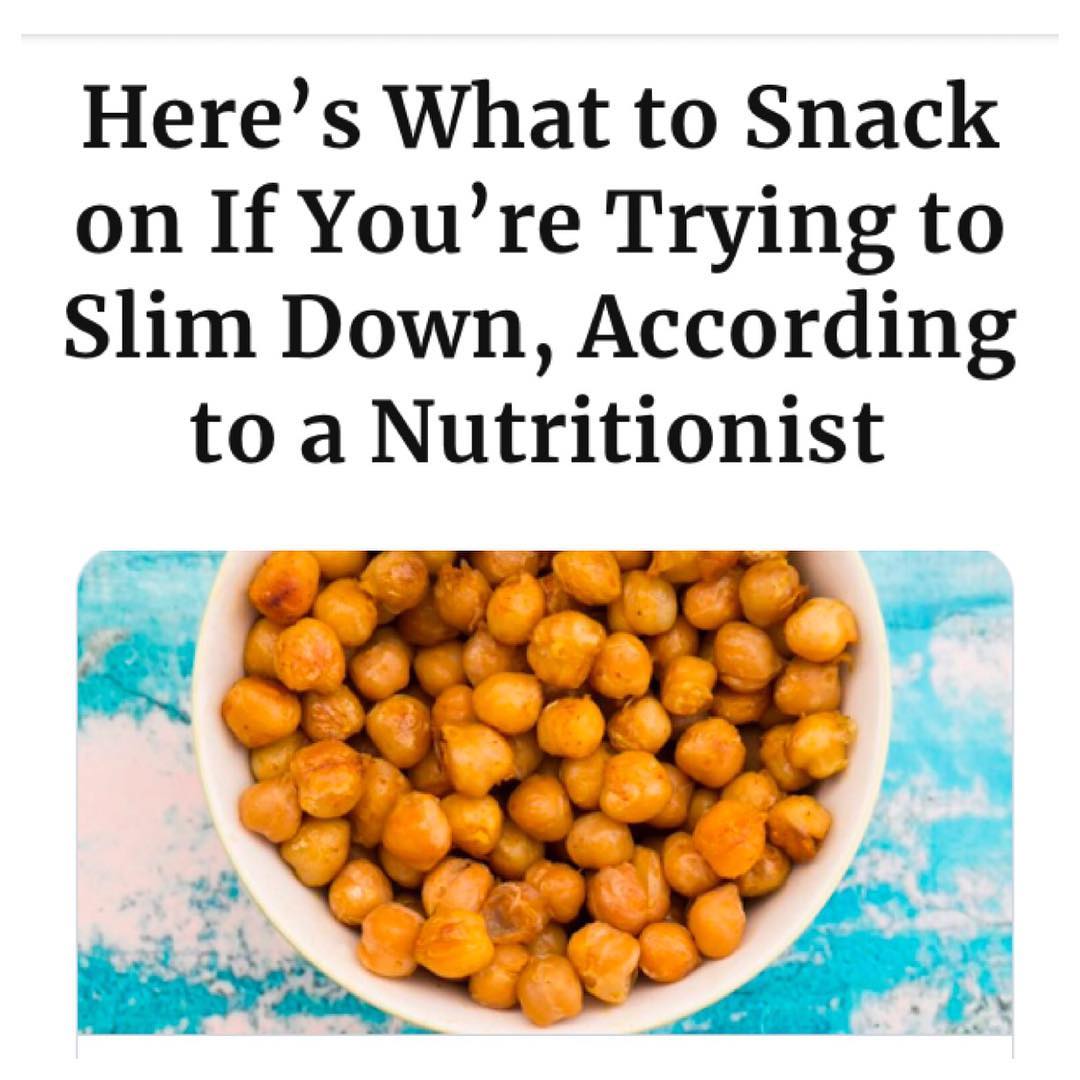 Here’s What to Snack
on If You’re Trying to
Slim Down, According
to a Nutritionist